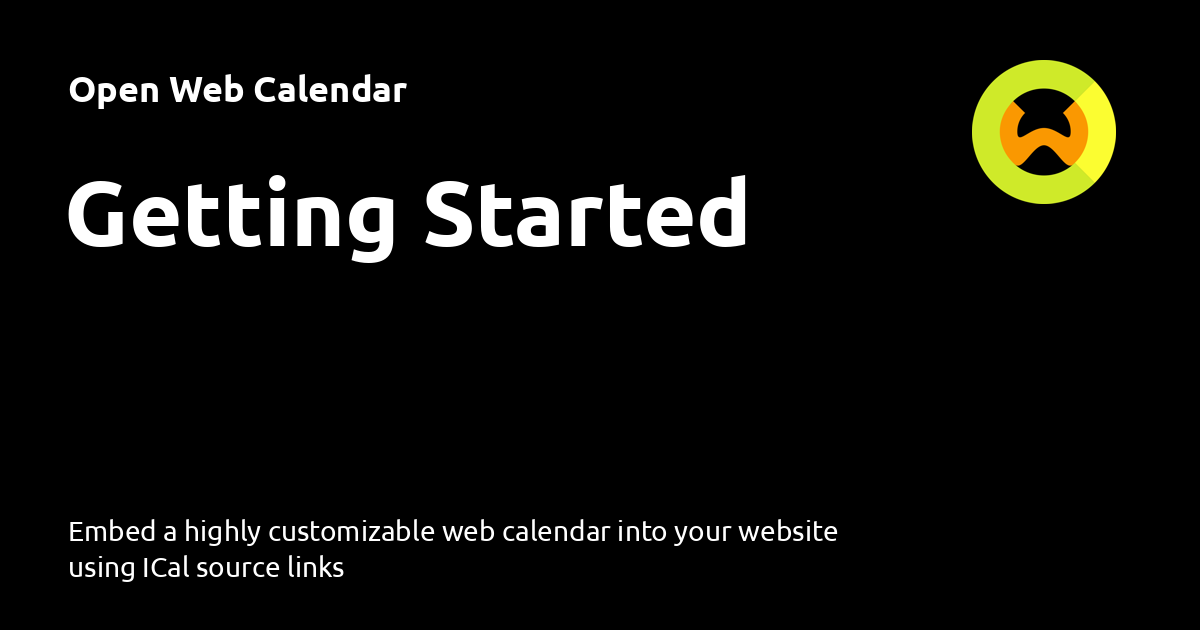 Open Web Calendar
Getting Started
Embed a highly customizable web calendar into your website
using ICal source links